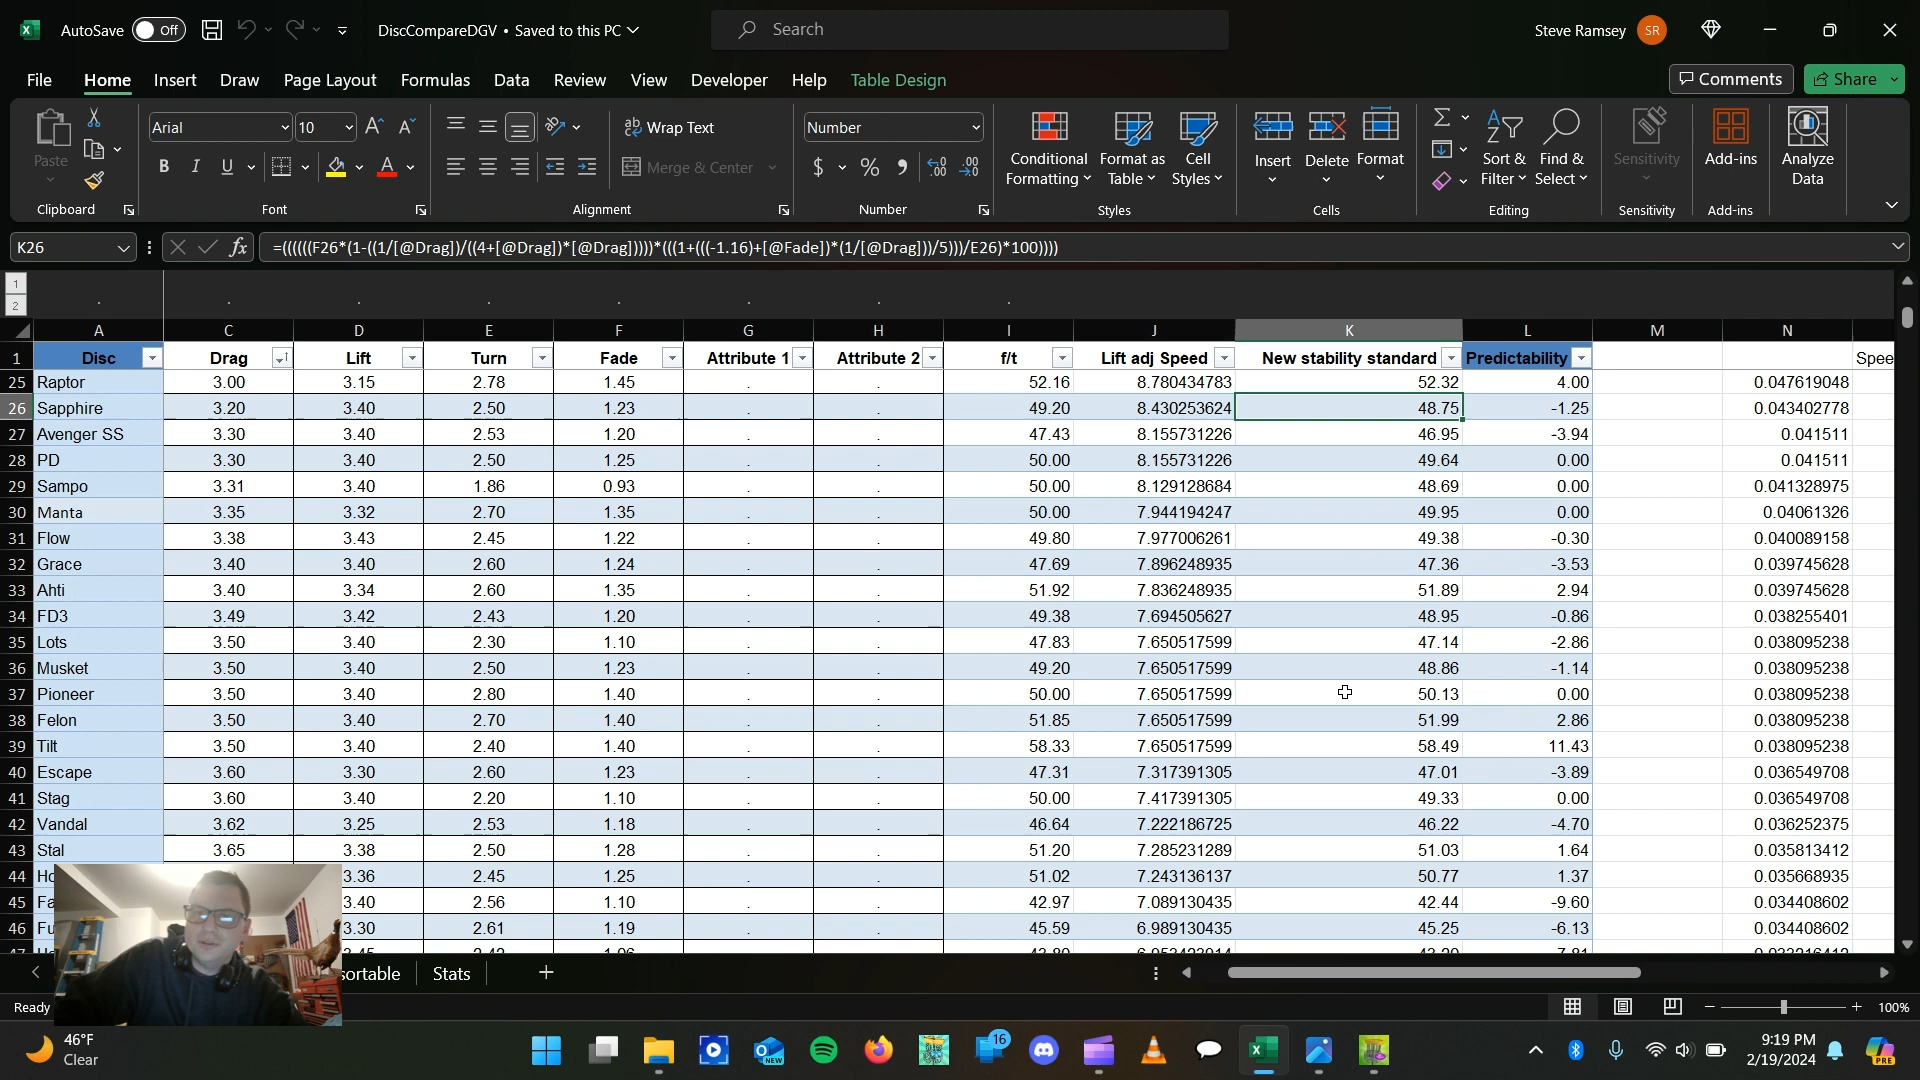 AutoSave Off DiscCompareDGV • Saved to this PC Search Steve Ramsey SR
File Home Insert Draw Page Layout Formulas Data Review View Developer Help Table Design Comments Share
Paste Arial 10 Wrap Text Number Conditional Formatting Format as Table Cell Styles Insert Delete Format Sort & Filter Find & Select Sensitivity Add-ins Analyze Data
B I U Merge & Center $ %
Clipboard Font Alignment Number Styles Cells Editing Sensitivity Add-ins
K26 fx =((((((F26*(1-((1/[@Drag])/((4+[@Drag])*[@Drag]))))*(((1+(((-1.16)+[@Fade])*(1/[@Drag]))/5)))/E26)*100))))
1
2
A C D E F G H I J K L M N
1 Disc Drag Lift Turn Fade Attribute 1 Attribute 2 f/t Lift adj Speed New stability standard Predictability Spee
25 Raptor 3.00 3.15 2.78 1.45 . . 52.16 8.780434783 52.32 4.00 0.047619048
26 Sapphire 3.20 3.40 2.50 1.23 . . 49.20 8.430253624 48.75 -1.25 0.043402778
27 Avenger SS 3.30 3.40 2.53 1.20 . . 47.43 8.155731226 46.95 -3.94 0.041511
28 PD 3.30 3.40 2.50 1.25 . . 50.00 8.155731226 49.64 0.00 0.041511
29 Sampo 3.31 3.40 1.86 0.93 . . 50.00 8.129128684 48.69 0.00 0.041328975
30 Manta 3.35 3.32 2.70 1.35 . . 50.00 7.944194247 49.95 0.00 0.04061326
31 Flow 3.38 3.43 2.45 1.22 . . 49.80 7.977006261 49.38 -0.30 0.040089158
32 Grace 3.40 3.40 2.60 1.24 . . 47.69 7.896248935 47.36 -3.53 0.039745628
33 Ahti 3.40 3.34 2.60 1.35 . . 51.92 7.836248935 51.89 2.94 0.039745628
34 FD3 3.49 3.42 2.43 1.20 . . 49.38 7.694505627 48.95 -0.86 0.038255401
35 Lots 3.50 3.40 2.30 1.10 . . 47.83 7.650517599 47.14 -2.86 0.038095238
36 Musket 3.50 3.40 2.50 1.23 . . 49.20 7.650517599 48.86 -1.14 0.038095238
37 Pioneer 3.50 3.40 2.80 1.40 . . 50.00 7.650517599 50.13 0.00 0.038095238
38 Felon 3.50 3.40 2.70 1.40 . . 51.85 7.650517599 51.99 2.86 0.038095238
39 Tilt 3.50 3.40 2.40 1.40 . . 58.33 7.650517599 58.49 11.43 0.038095238
40 Escape 3.60 3.30 2.60 1.23 . . 47.31 7.317391305 47.01 -3.89 0.036549708
41 Stag 3.60 3.40 2.20 1.10 . . 50.00 7.417391305 49.33 0.00 0.036549708
42 Vandal 3.62 3.25 2.53 1.18 . . 46.64 7.222186725 46.22 -4.70 0.036252375
43 Stal 3.65 3.38 2.50 1.28 . . 51.20 7.285231289 51.03 1.64 0.035813412
44 3.36 2.45 1.25 . . 51.02 7.243136137 50.77 1.37 0.035668935
45 3.40 2.56 1.10 . . 42.97 7.089130435 42.44 -9.60 0.034408602
46 3.30 2.61 1.19 . . 45.59 6.989130435 45.25 -6.13 0.034408602
sortable Stats
Ready 100%
46°F
Clear
16
9:19 PM
2/19/2024